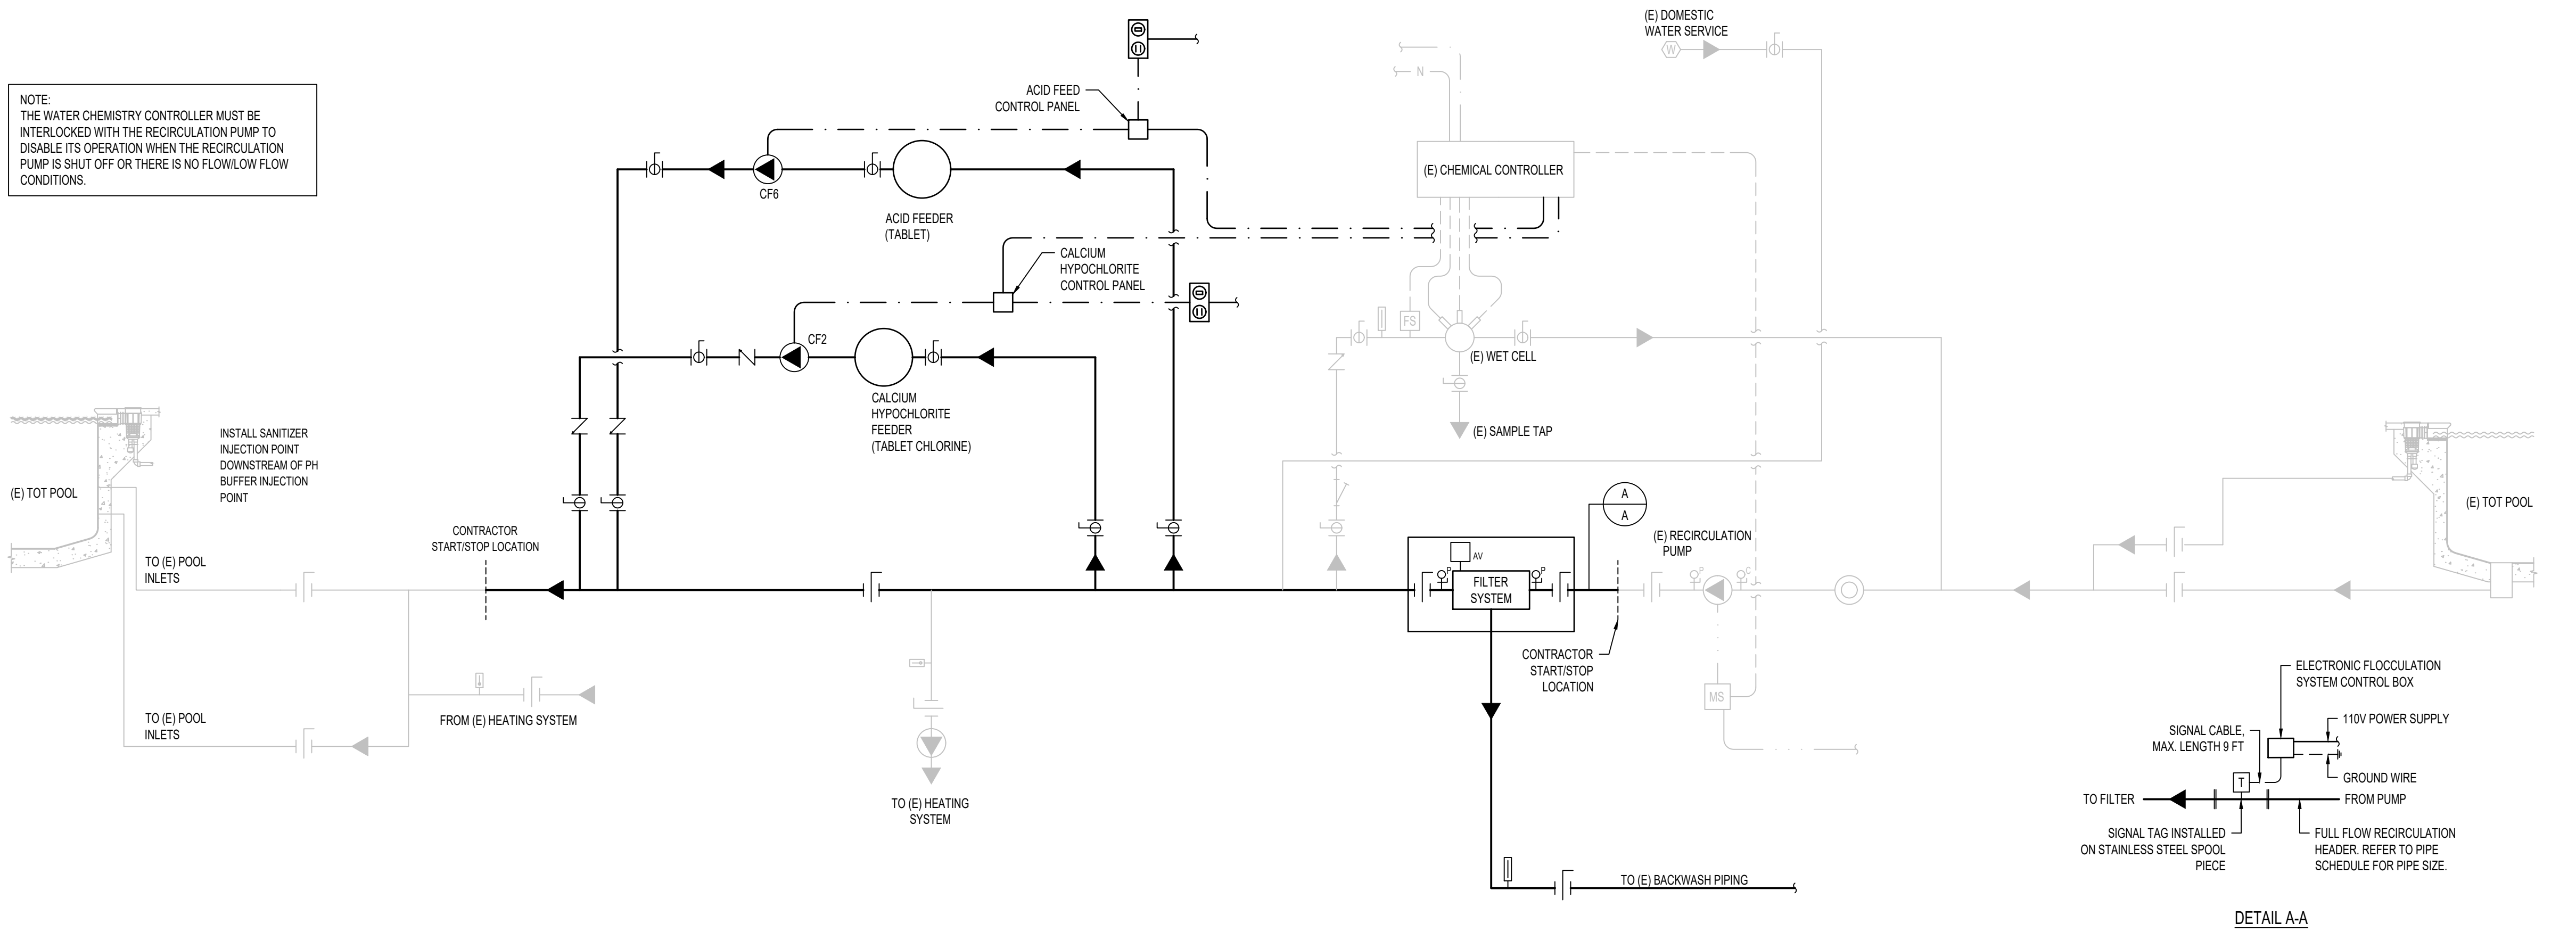 NOTE:
THE WATER CHEMISTRY CONTROLLER MUST BE
INTERLOCKED WITH THE RECIRCULATION PUMP TO
DISABLE ITS OPERATION WHEN THE RECIRCULATION
PUMP IS SHUT OFF OR THERE IS NO FLOW/LOW FLOW
CONDITIONS.
ACID FEED
CONTROL PANEL
CF6
ACID FEEDER
(TABLET)
CALCIUM
HYPOCHLORITE
CONTROL PANEL
CF2
CALCIUM
HYPOCHLORITE
FEEDER
(TABLET CHLORINE)
(E) DOMESTIC
WATER SERVICE
W
N
(E) CHEMICAL CONTROLLER
FS
(E) WET CELL
(E) SAMPLE TAP
INSTALL SANITIZER
INJECTION POINT
DOWNSTREAM OF PH
BUFFER INJECTION
POINT
(E) TOT POOL
CONTRACTOR
START/STOP LOCATION
TO (E) POOL
INLETS
TO (E) POOL
INLETS
FROM (E) HEATING SYSTEM
TO (E) HEATING
SYSTEM
A
A
AV
P
FILTER
SYSTEM
P
(E) RECIRCULATION
PUMP
P
C
CONTRACTOR
START/STOP
LOCATION
MS
TO (E) BACKWASH PIPING
(E) TOT POOL
ELECTRONIC FLOCCULATION
SYSTEM CONTROL BOX
110V POWER SUPPLY
SIGNAL CABLE,
MAX. LENGTH 9 FT
T
GROUND WIRE
TO FILTER
FROM PUMP
SIGNAL TAG INSTALLED
ON STAINLESS STEEL SPOOL
PIECE
FULL FLOW RECIRCULATION
HEADER. REFER TO PIPE
SCHEDULE FOR PIPE SIZE.
DETAIL A-A